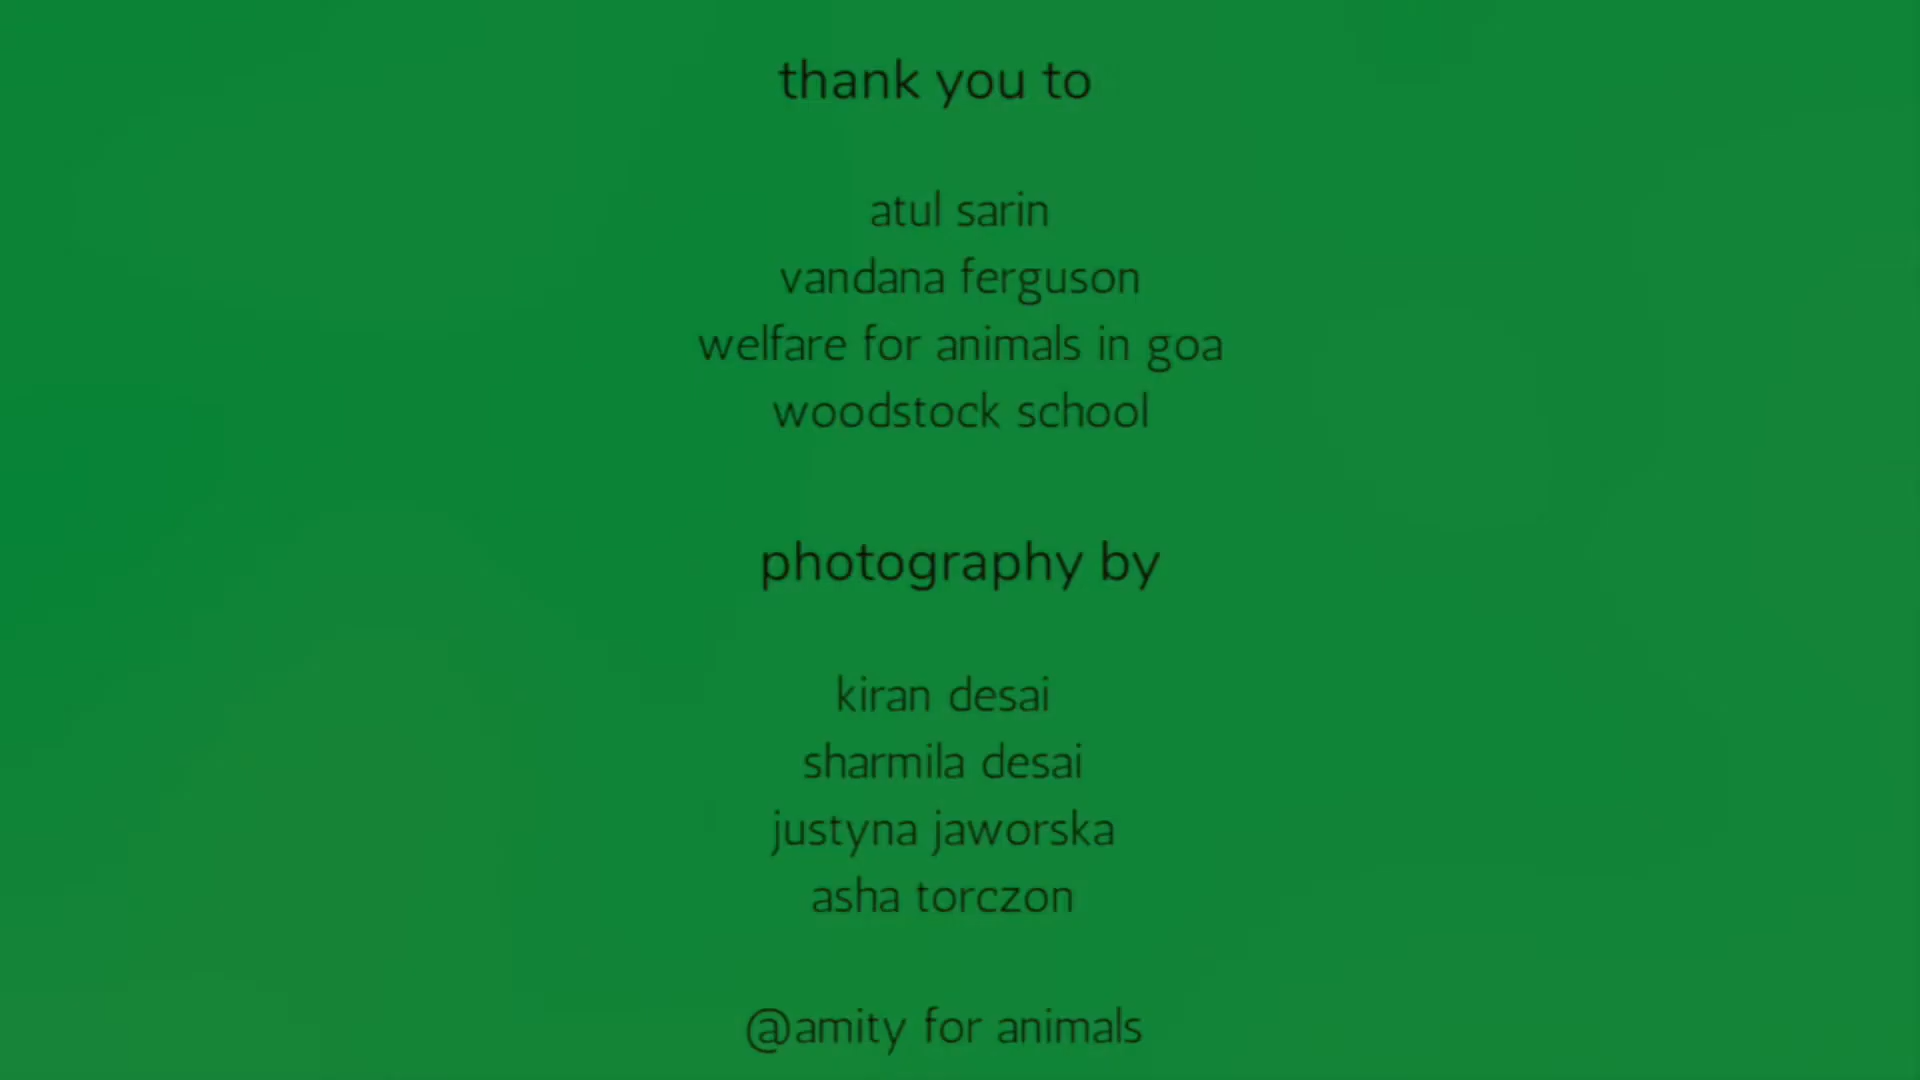 thank you to
atul sarin
vandana ferguson
welfare for animals in goa
woodstock school
photography by
kiran desai
sharmila desai
justyna jaworska
asha torczon
@amity for animals